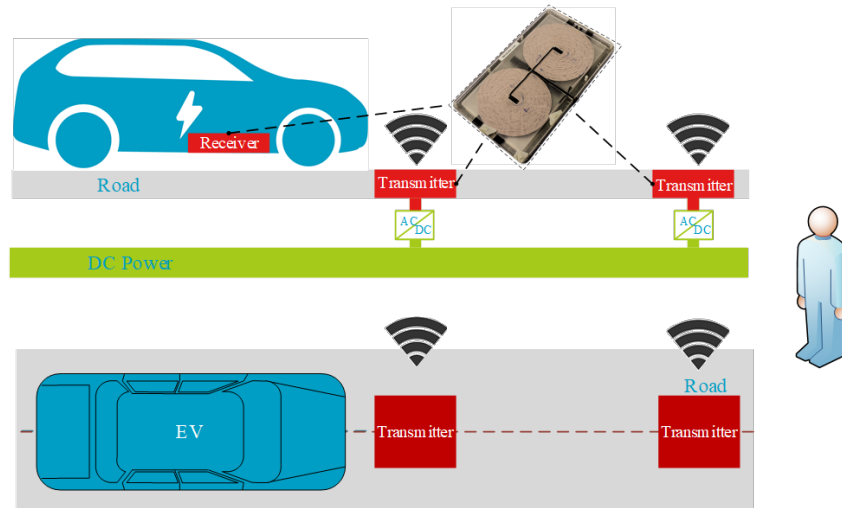 Receiver
Road
Transmitter
Transmitter
AC
DC
AC
DC
DC Power
Road
EV
Transmitter
Transmitter